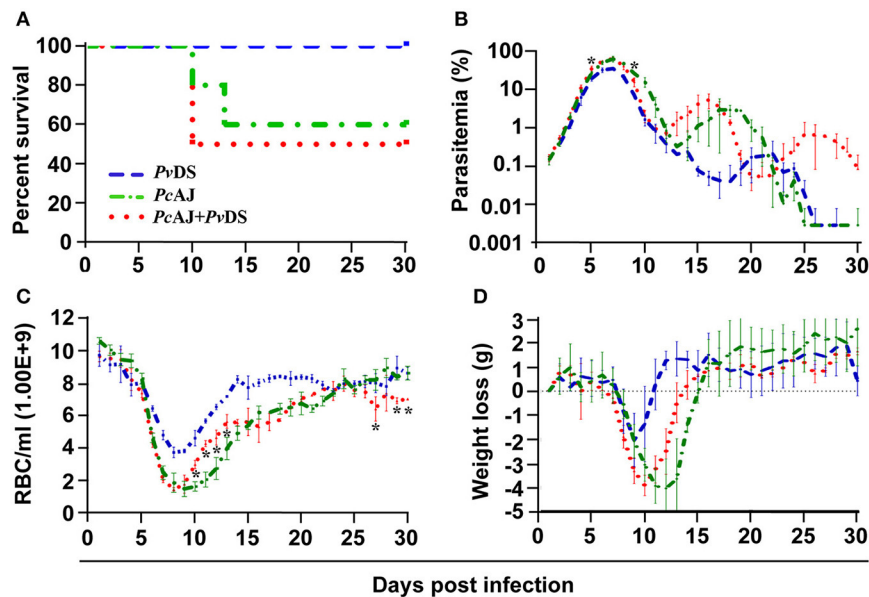 A
Percent survival
100
80
60
40
20
0
PvDS
PcAJ
PcAJ+PvDS
0 5 10 15 20 25 30
B
Parasitemia (%)
100
10
1
0.1
0.01
0.001
* *
0 5 10 15 20 25 30
C
RBC/ml (1.00E+9)
12
10
8
6
4
2
0
* * * * * * *
0 5 10 15 20 25 30
D
Weight loss (g)
3
2
1
0
-1
-2
-3
-4
-5
0 5 10 15 20 25 30
Days post infection